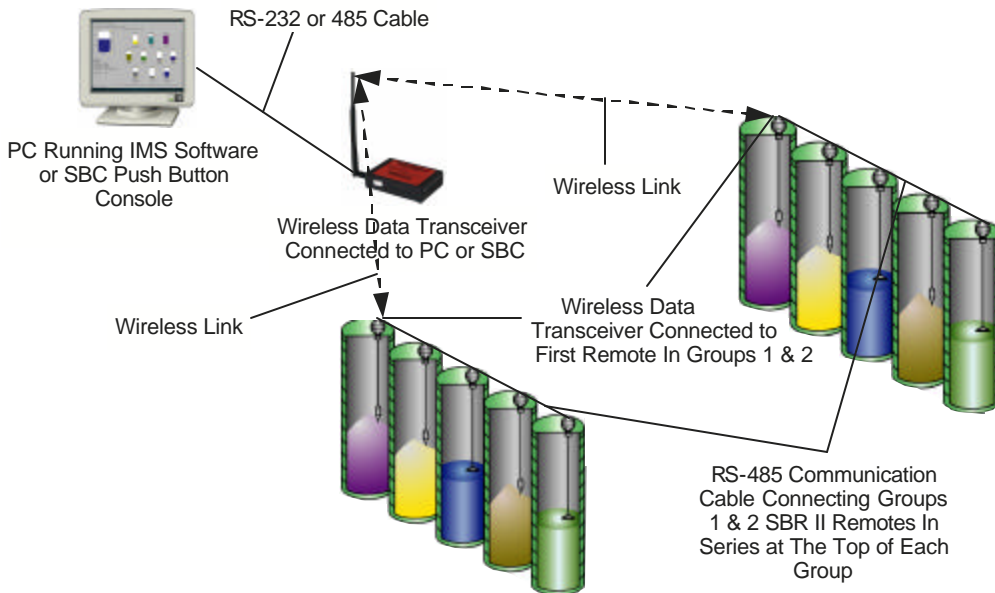 RS-232 or 485 Cable
PC Running IMS Software
or SBC Push Button
Console
Wireless Link
Wireless Data Transceiver
Connected to PC or SBC
Wireless Link
Wireless Data
Transceiver Connected to
First Remote In Groups 1 & 2
RS-485 Communication
Cable Connecting Groups
1 & 2 SBR II Remotes In
Series at The Top of Each
Group